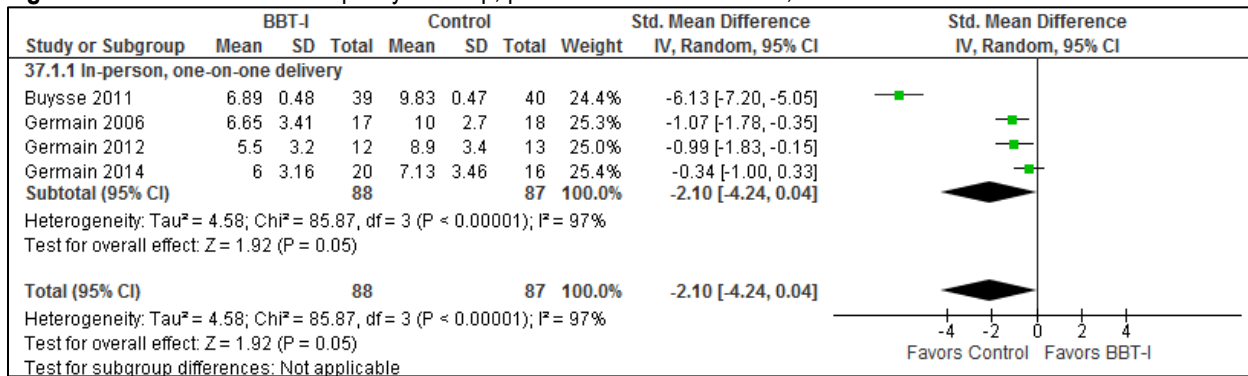 BBT-I Control Std. Mean Difference Std. Mean Difference
Study or Subgroup Mean SD Total Mean SD Total Weight IV, Random, 95% CI IV, Random, 95% CI
37.1.1 In-person, one-on-one delivery
Buysse 2011 6.89 0.48 39 9.83 0.47 40 24.4% -6.13 [-7.20, -5.05]
Germain 2006 6.65 3.41 17 10 2.7 18 25.3% -1.07 [-1.78, -0.35]
Germain 2012 5.5 3.2 12 8.9 3.4 13 25.0% -0.99 [-1.83, -0.15]
Germain 2014 6 3.16 20 7.13 3.46 16 25.4% -0.34 [-1.00, 0.33]
Subtotal (95% CI) 88 87 100.0% -2.10 [-4.24, 0.04]
Heterogeneity: Tau² = 4.58; Chi² = 85.87, df = 3 (P < 0.00001); I² = 97%
Test for overall effect: Z = 1.92 (P = 0.05)
Total (95% CI) 88 87 100.0% -2.10 [-4.24, 0.04]
Heterogeneity: Tau² = 4.58; Chi² = 85.87, df = 3 (P < 0.00001); I² = 97%
Test for overall effect: Z = 1.92 (P = 0.05)
Test for subgroup differences: Not applicable
-4 -2 0 2 4
Favors Control Favors BBT-I